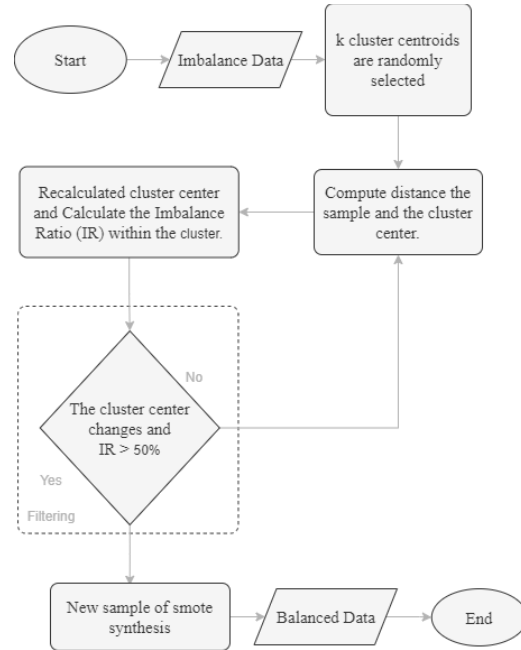 Start
Imbalance Data
k cluster centroids
are randomly
selected
Recalculated cluster center
and Calculate the Imbalance
Ratio (IR) within the cluster.
Compute distance the
sample and the cluster
center.
No
The cluster center
changes and
IR > 50%
Yes
Filtering
New sample of smote
synthesis
Balanced Data
End